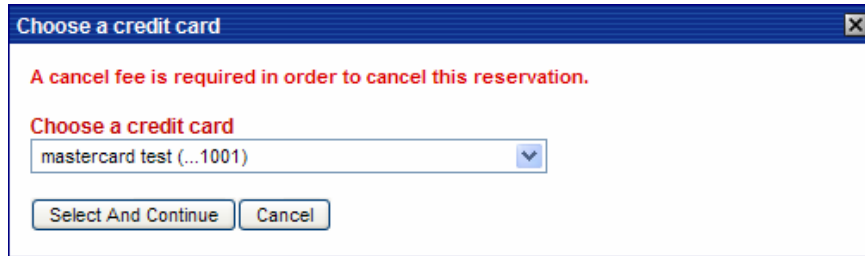 Choose a credit card
A cancel fee is required in order to cancel this reservation.
Choose a credit card
mastercard test (...1001)
Select And Continue Cancel